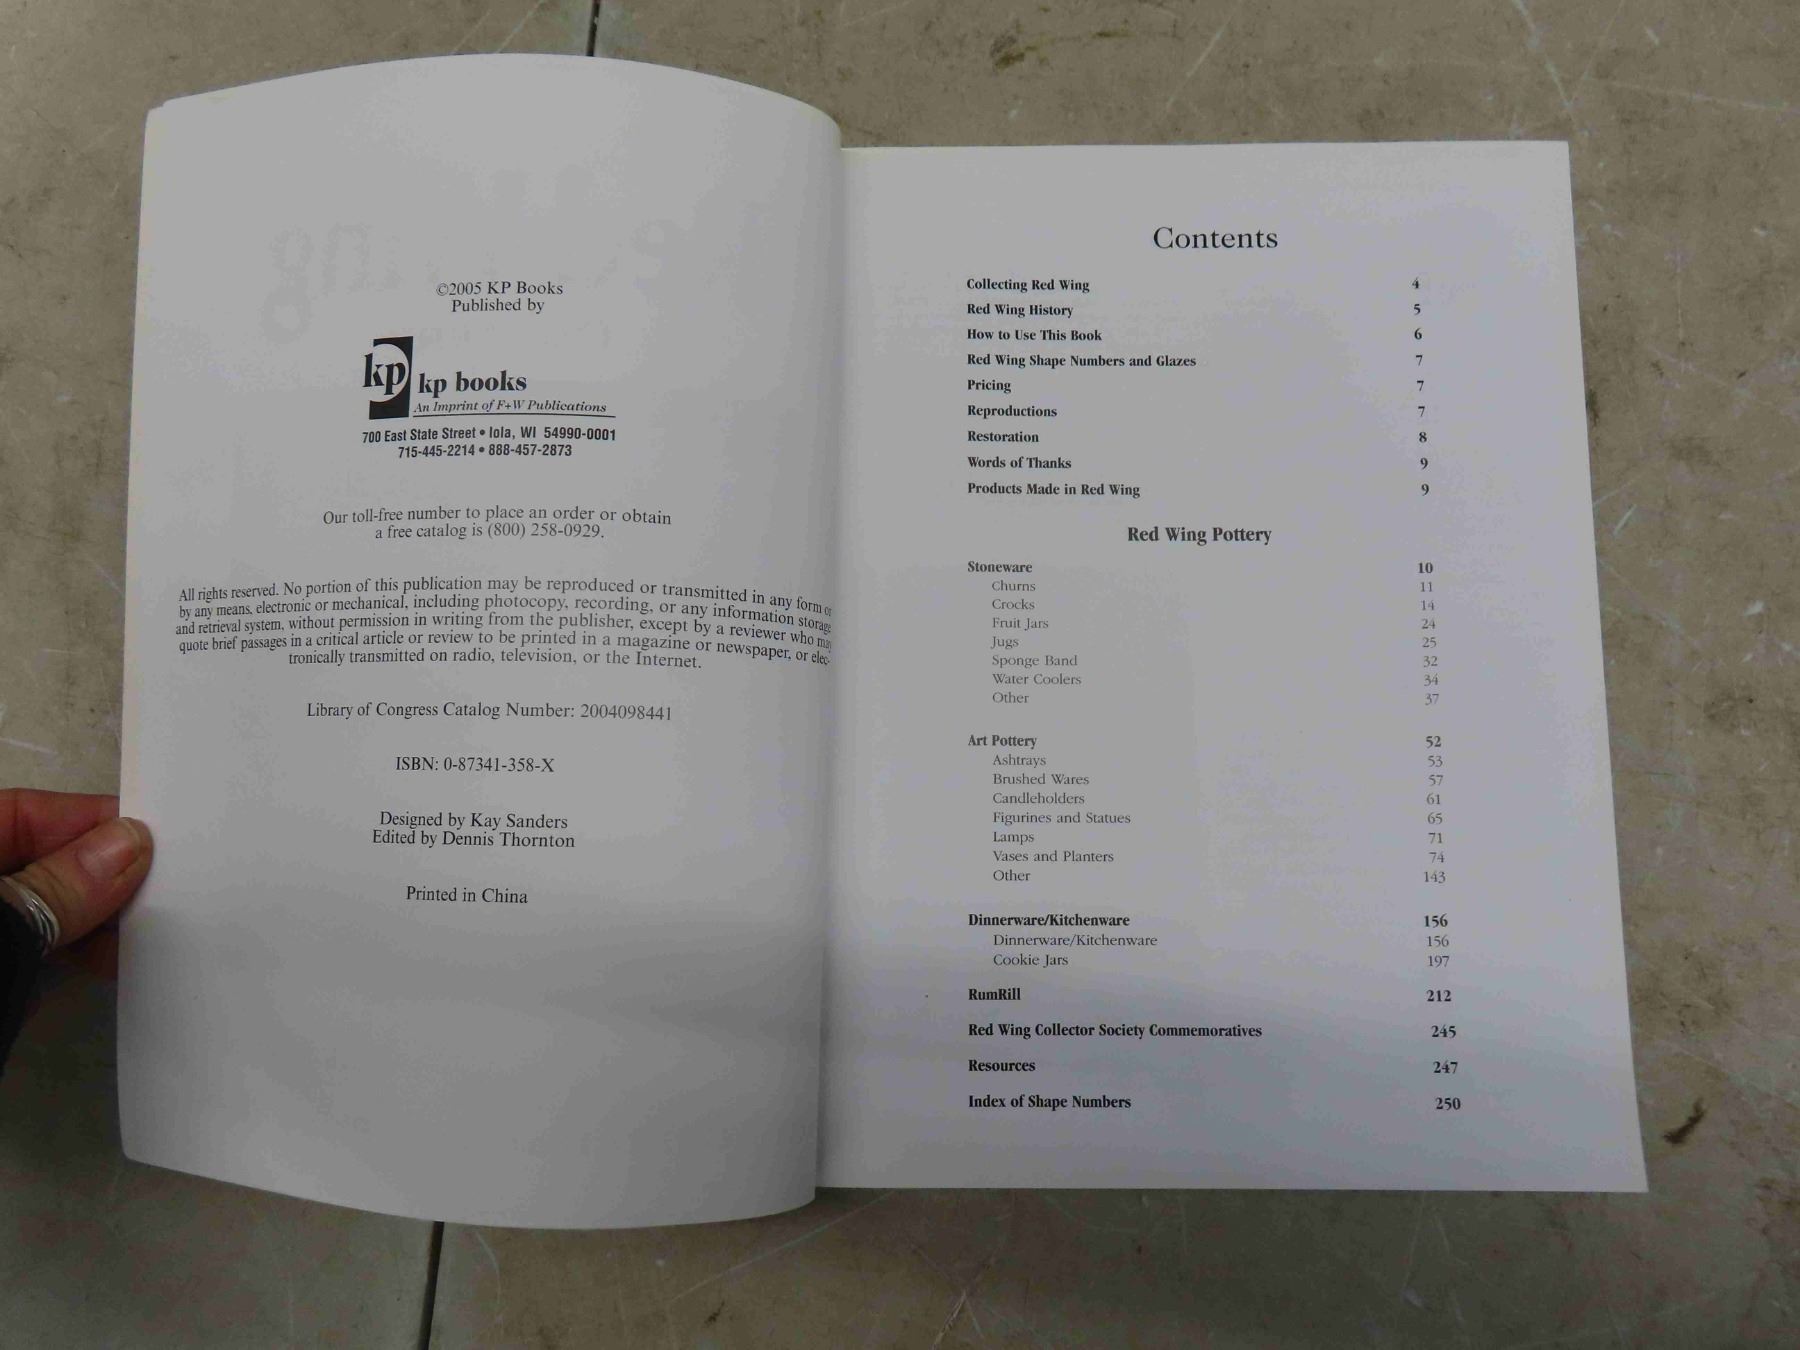 ©2005 KP Books
Published by
kp kp books
An Imprint of F+W Publications
700 East State Street • Iola, WI 54990-0001
715-445-2214 • 888-457-2873
Our toll-free number to place an order or obtain
a free catalog is (800) 258-0929.
All rights reserved. No portion of this publication may be reproduced or transmitted in any form or
by any means, electronic or mechanical, including photocopy, recording, or any information storage
and retrieval system, without permission in writing from the publisher, except by a reviewer who may
quote brief passages in a critical article or review to be printed in a magazine or newspaper, or elec-
tronically transmitted on radio, television, or the Internet.
Library of Congress Catalog Number: 2004098441
ISBN: 0-87341-358-X
Designed by Kay Sanders
Edited by Dennis Thornton
Printed in China
Contents
Collecting Red Wing 4
Red Wing History 5
How to Use This Book 6
Red Wing Shape Numbers and Glazes 7
Pricing 7
Reproductions 7
Restoration 8
Words of Thanks 9
Products Made in Red Wing 9
Red Wing Pottery
Stoneware 10
Churns 11
Crocks 14
Fruit Jars 24
Jugs 25
Sponge Band 32
Water Coolers 34
Other 37
Art Pottery 52
Ashtrays 53
Brushed Wares 57
Candleholders 61
Figurines and Statues 65
Lamps 71
Vases and Planters 74
Other 143
Dinnerware/Kitchenware 156
Dinnerware/Kitchenware 156
Cookie Jars 197
RumRill 212
Red Wing Collector Society Commemoratives 245
Resources 247
Index of Shape Numbers 250